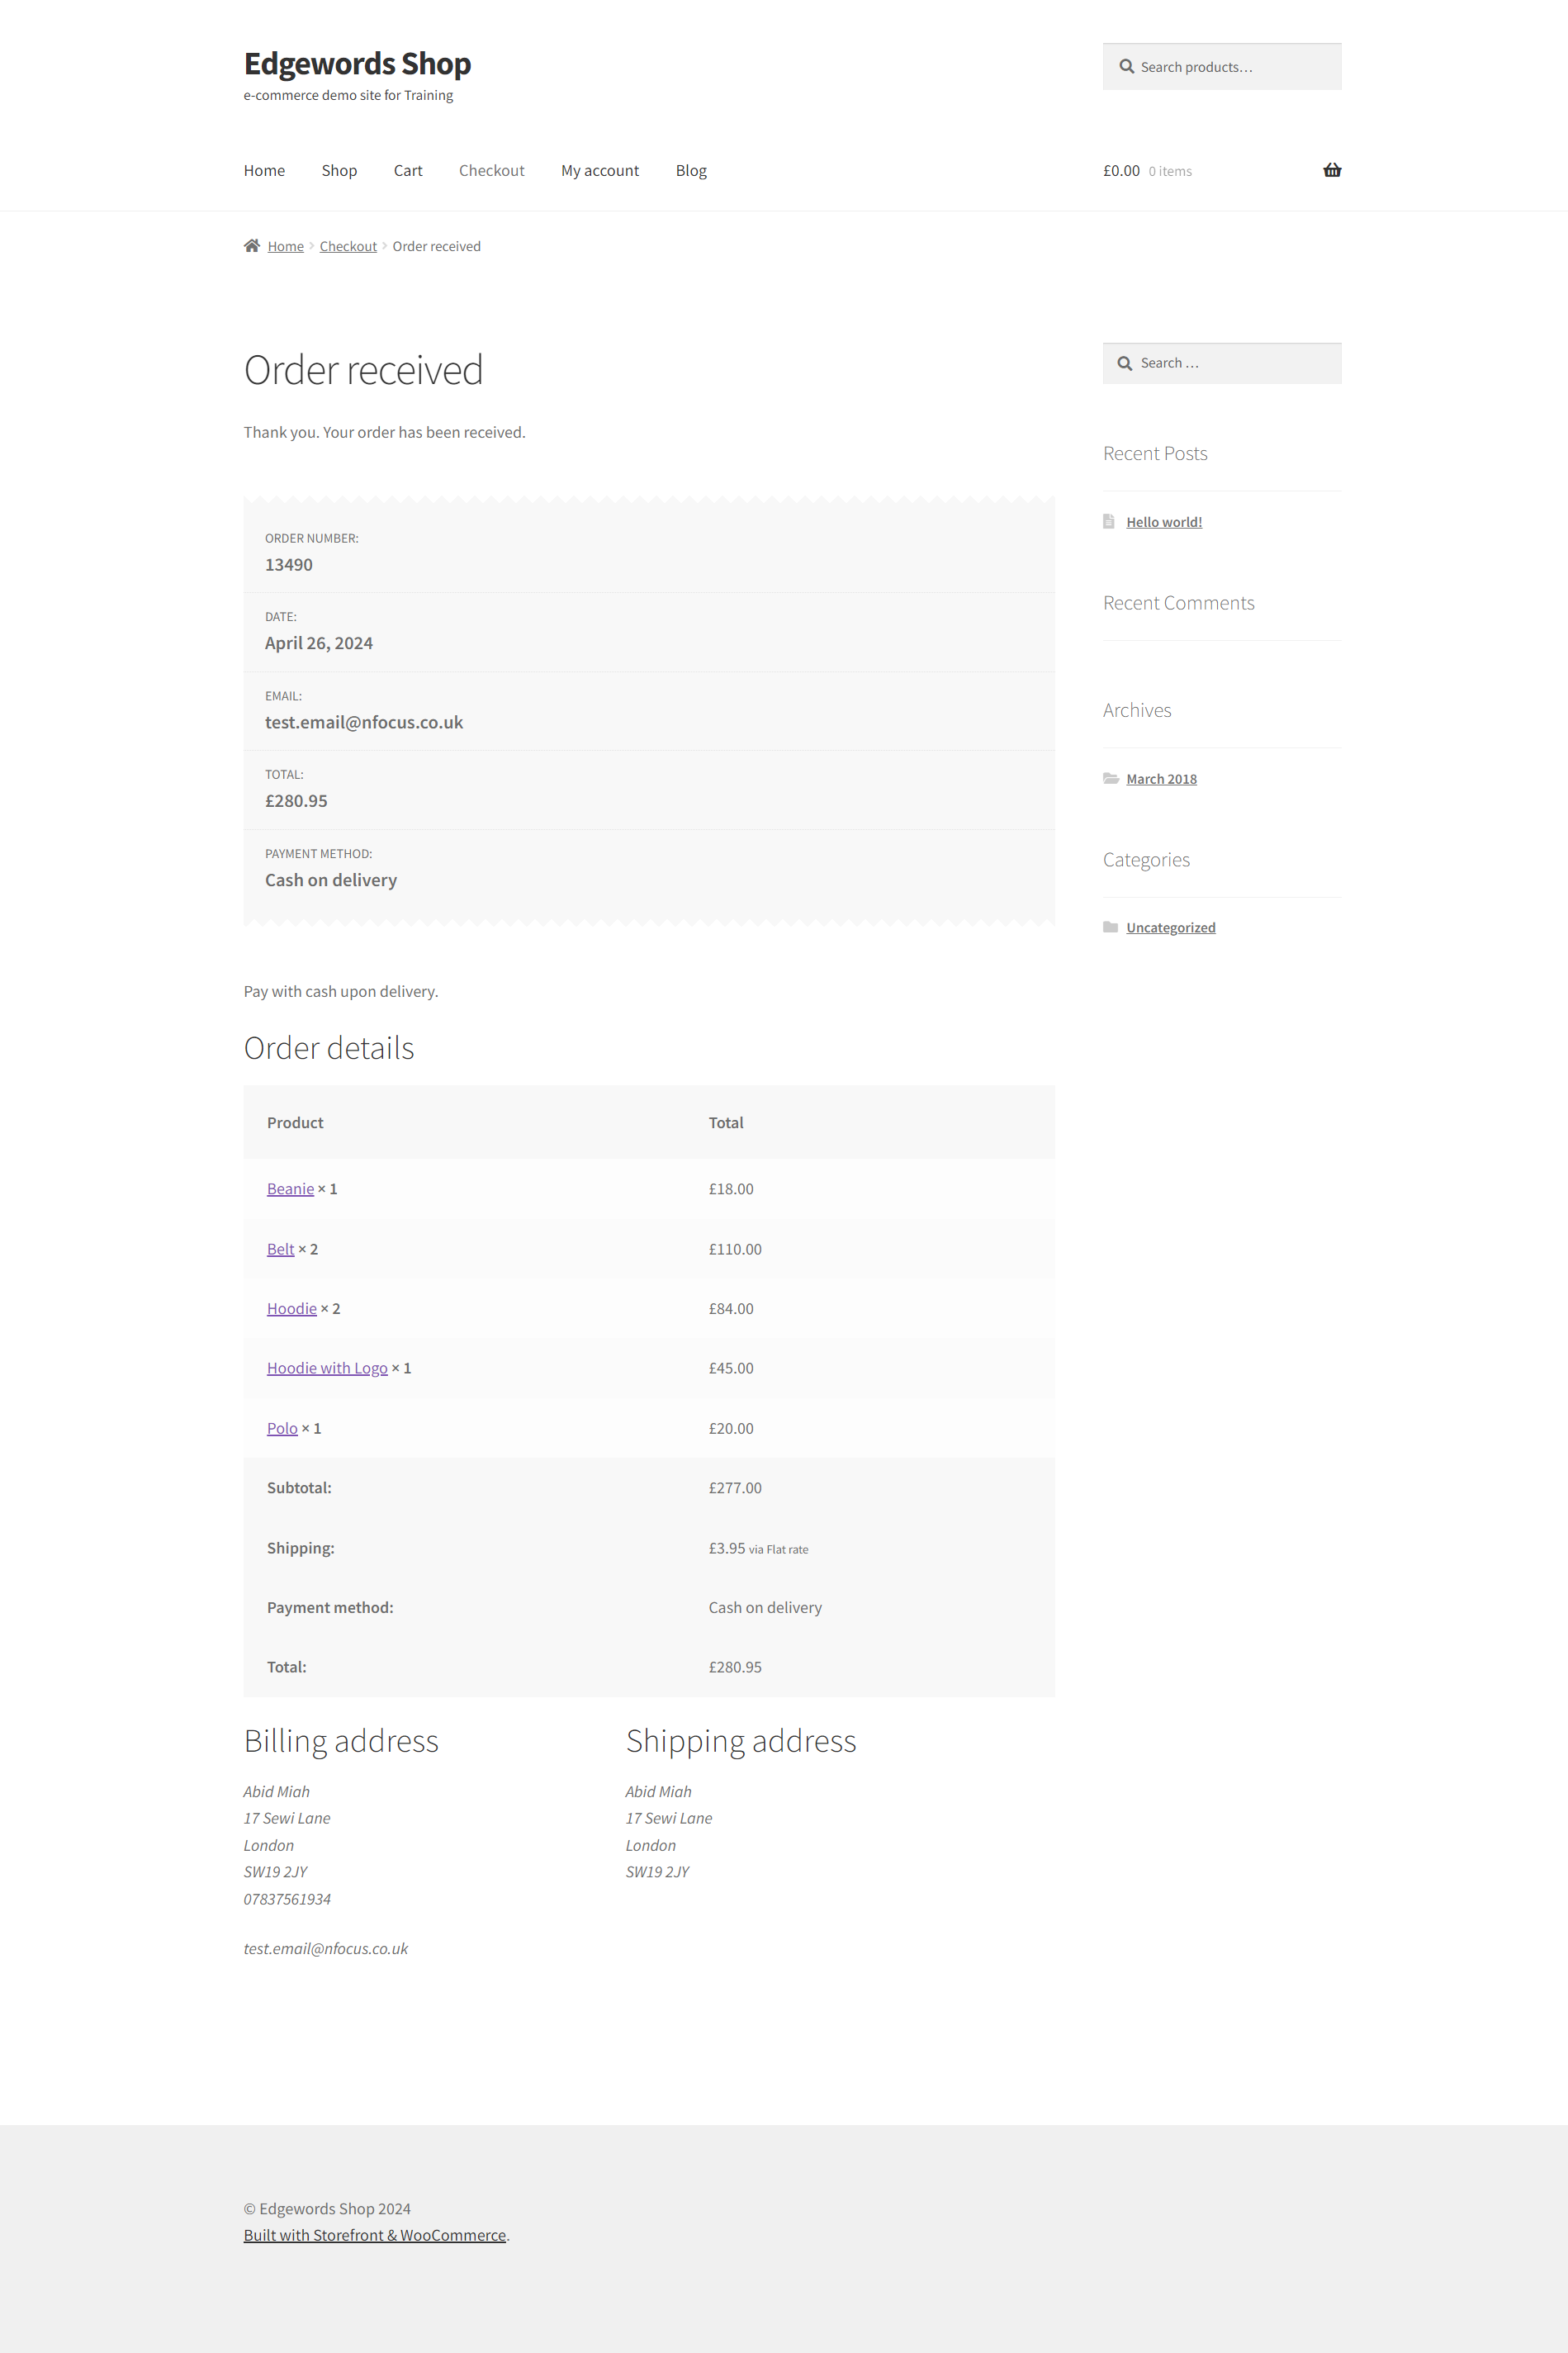 Edgewords Shop
e-commerce demo site for Training
Search products…
Home Shop Cart Checkout My account Blog
£0.00 0 items
Home Checkout Order received
Order received
Thank you. Your order has been received.
ORDER NUMBER:
13490
DATE:
April 26, 2024
EMAIL:
test.email@nfocus.co.uk
TOTAL:
£280.95
PAYMENT METHOD:
Cash on delivery
Pay with cash upon delivery.
Order details
Product Total
Beanie × 1 £18.00
Belt × 2 £110.00
Hoodie × 2 £84.00
Hoodie with Logo × 1 £45.00
Polo × 1 £20.00
Subtotal: £277.00
Shipping: £3.95 via Flat rate
Payment method: Cash on delivery
Total: £280.95
Billing address
Abid Miah
17 Sewi Lane
London
SW19 2JY
07837561934
test.email@nfocus.co.uk
Shipping address
Abid Miah
17 Sewi Lane
London
SW19 2JY
Search …
Recent Posts
Hello world!
Recent Comments
Archives
March 2018
Categories
Uncategorized
© Edgewords Shop 2024
Built with Storefront & WooCommerce.